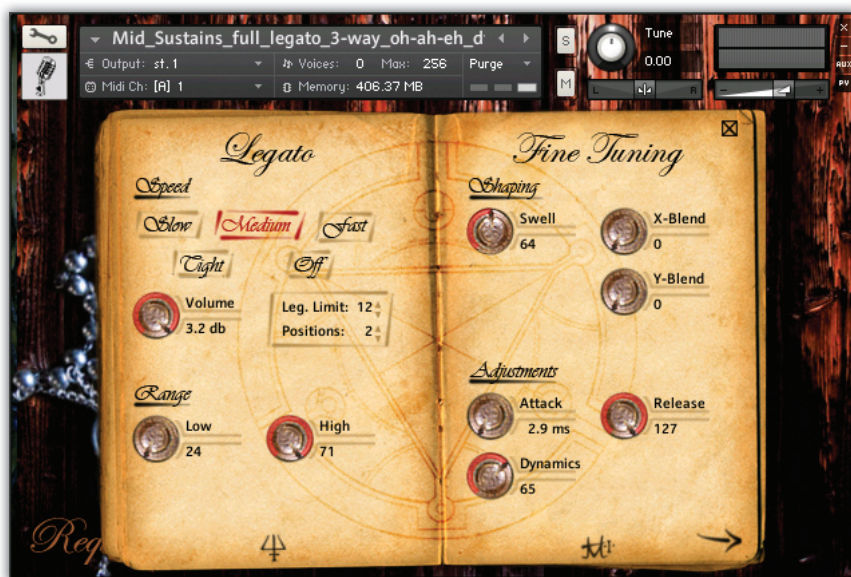 Mid_Sustains_full_legato_3-way_oh-ah-eh_d
S
Tune
0.00
Output: st. 1
Voices: 0 Max: 256
Purge
M
Midi Ch: [A] 1
Memory: 406.37 MB
L
R
AUX
PV
Legato
Speed
Slow
Medium
Fast
Tight
Off
Volume
3.2 db
Leg. Limit: 12
Positions: 2
Range
Low
24
High
71
Fine Tuning
Shaping
Swell
64
X-Blend
0
Y-Blend
0
Adjustments
Attack
2.9 ms
Release
127
Dynamics
65
Req